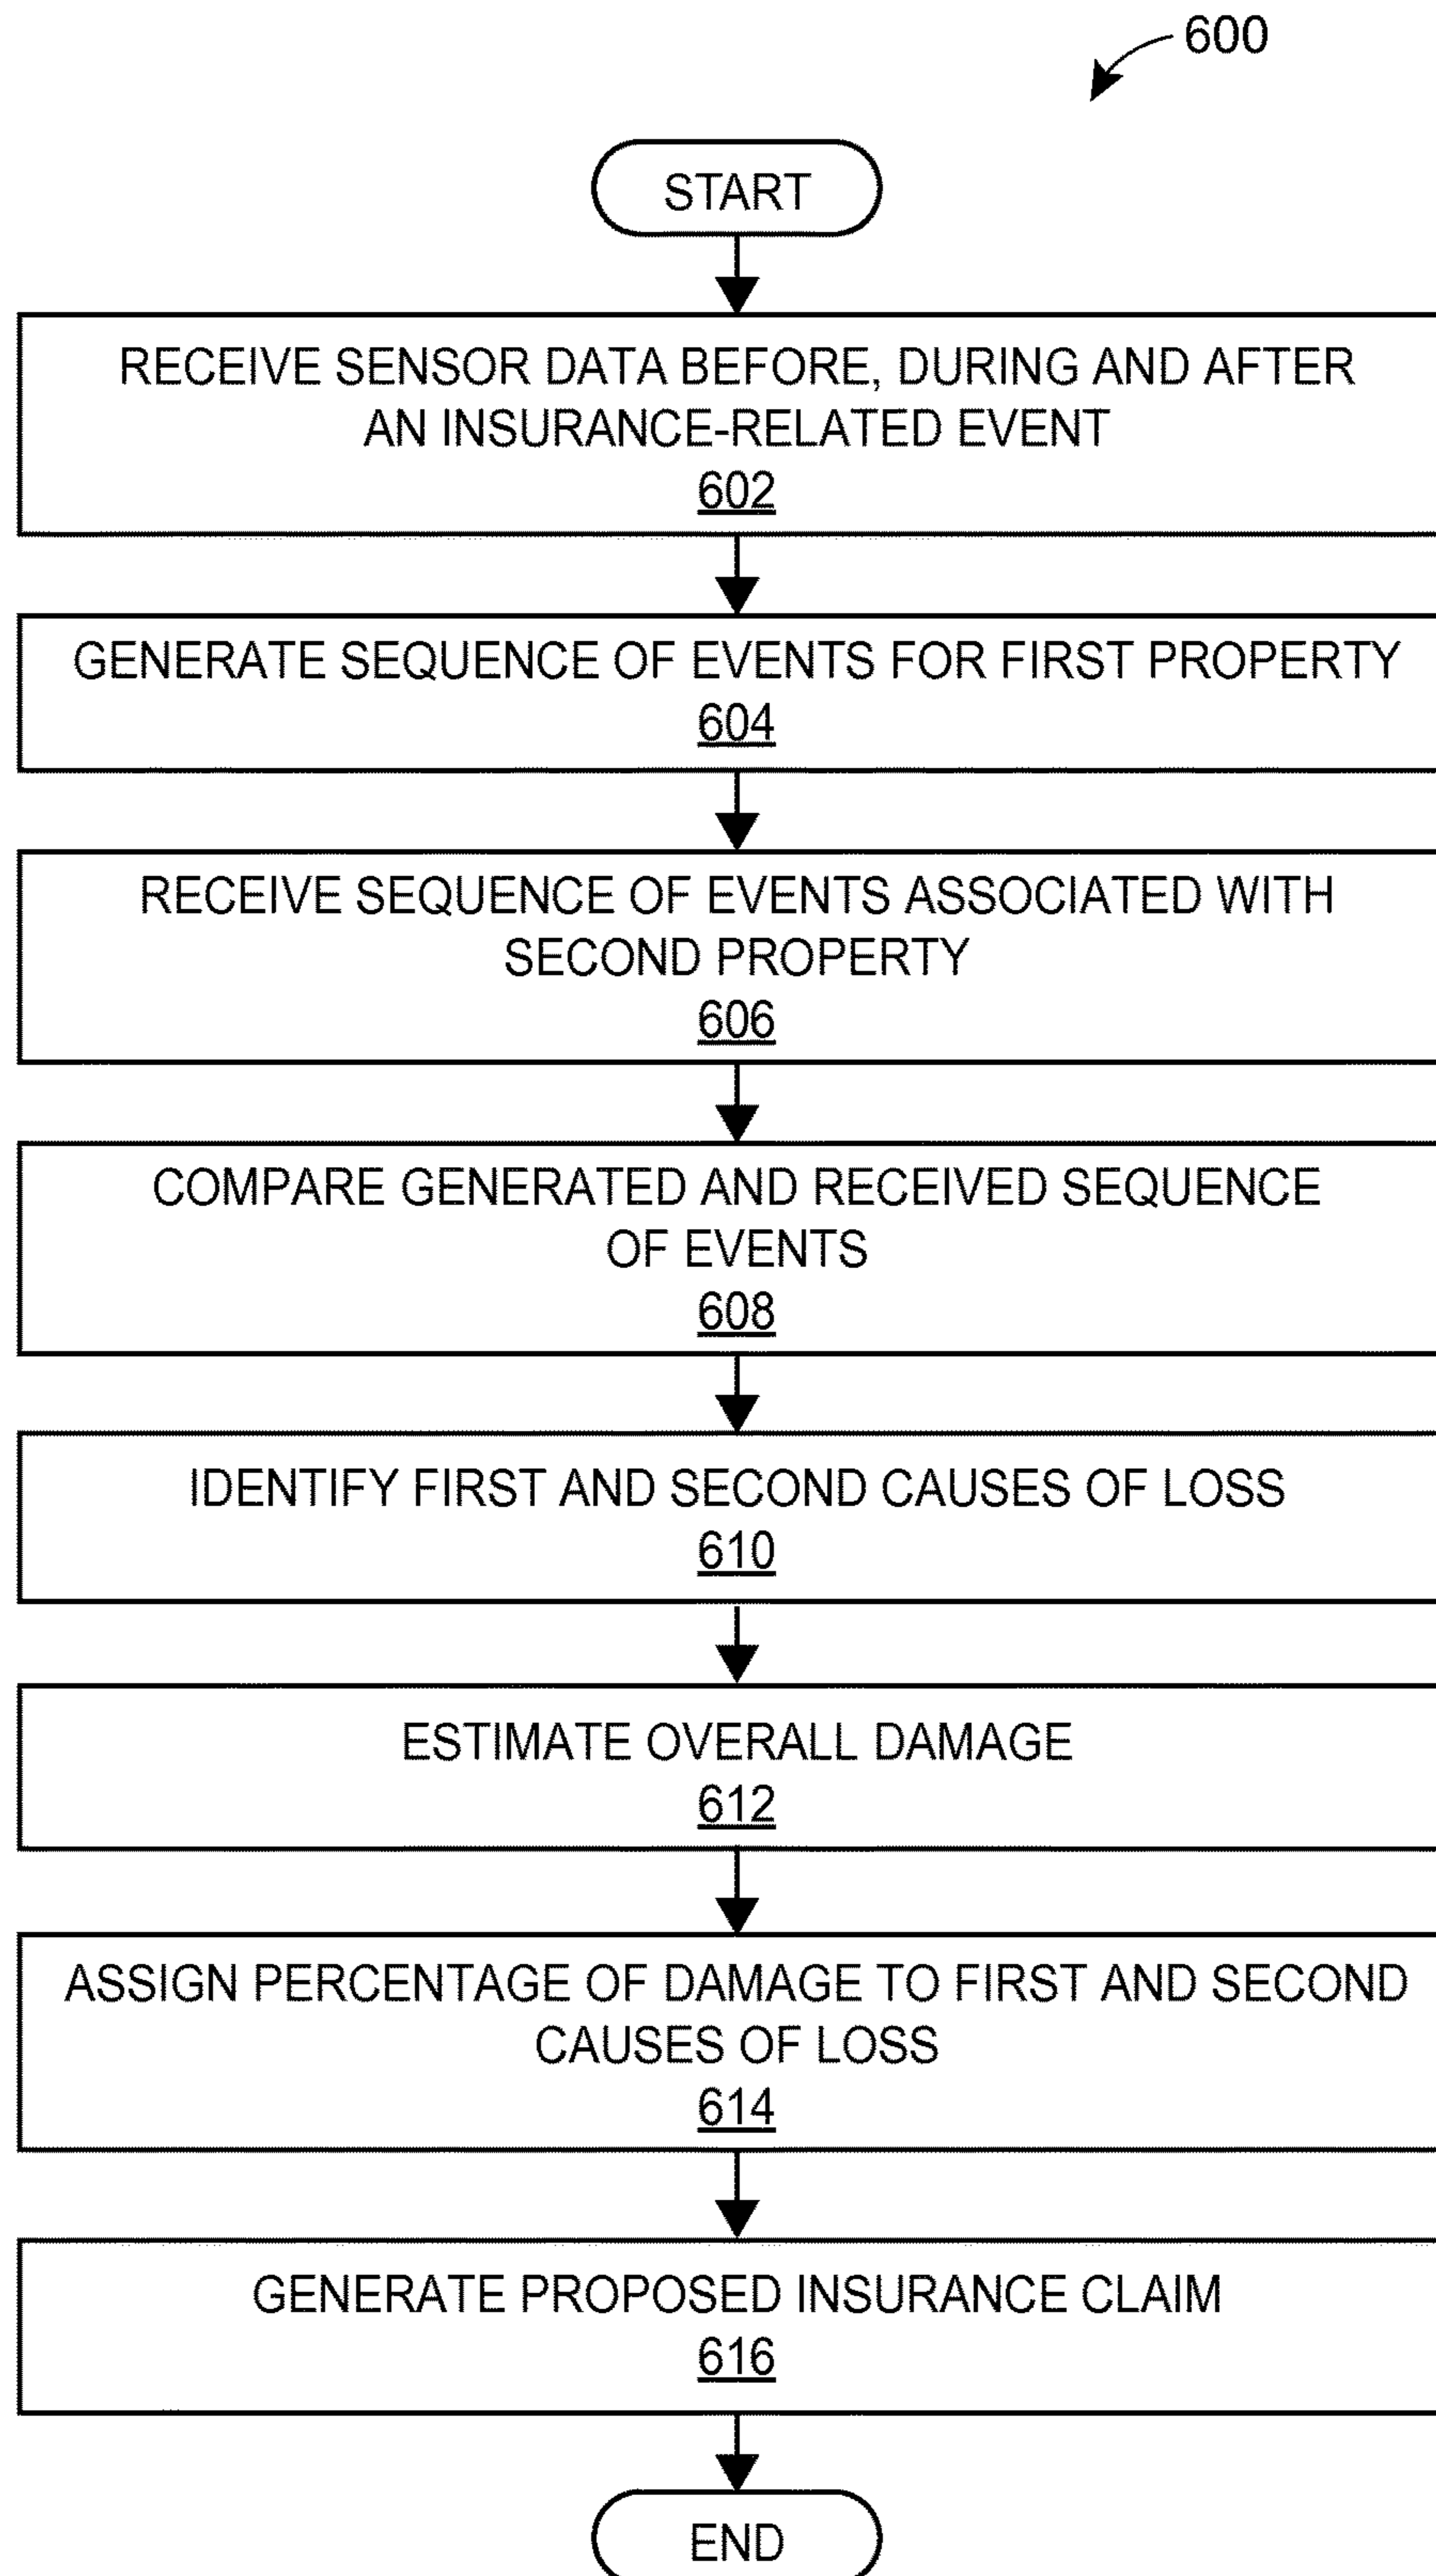 600
START
RECEIVE SENSOR DATA BEFORE, DURING AND AFTER
AN INSURANCE-RELATED EVENT
602
GENERATE SEQUENCE OF EVENTS FOR FIRST PROPERTY
604
RECEIVE SEQUENCE OF EVENTS ASSOCIATED WITH
SECOND PROPERTY
606
COMPARE GENERATED AND RECEIVED SEQUENCE
OF EVENTS
608
IDENTIFY FIRST AND SECOND CAUSES OF LOSS
610
ESTIMATE OVERALL DAMAGE
612
ASSIGN PERCENTAGE OF DAMAGE TO FIRST AND SECOND
CAUSES OF LOSS
614
GENERATE PROPOSED INSURANCE CLAIM
616
END